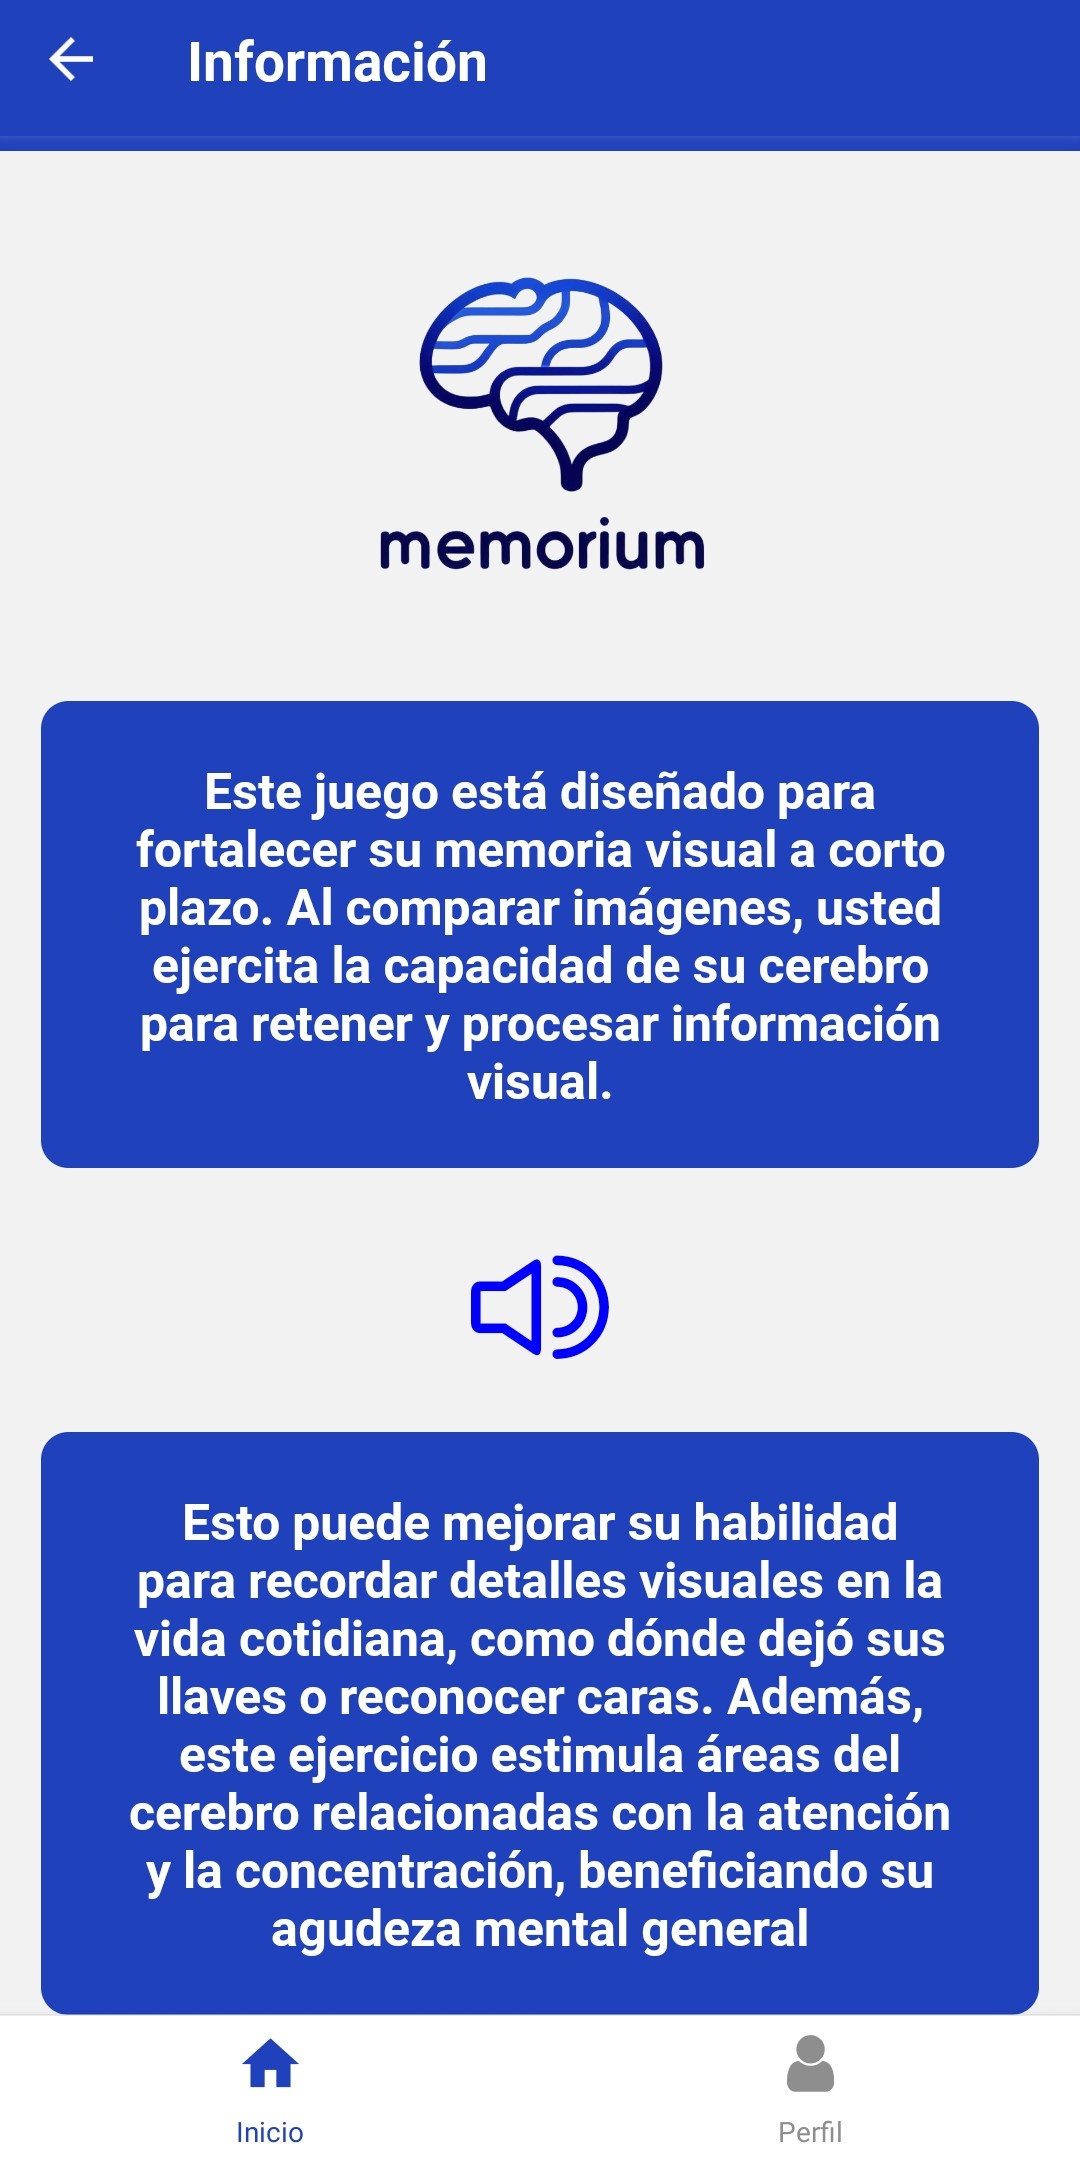 Información
memorium
Este juego está diseñado para
fortalecer su memoria visual a corto
plazo. Al comparar imágenes, usted
ejercita la capacidad de su cerebro
para retener y procesar información
visual.
Esto puede mejorar su habilidad
para recordar detalles visuales en la
vida cotidiana, como dónde dejó sus
llaves o reconocer caras. Además,
este ejercicio estimula áreas del
cerebro relacionadas con la atención
y la concentración, beneficiando su
agudeza mental general
Inicio
Perfil